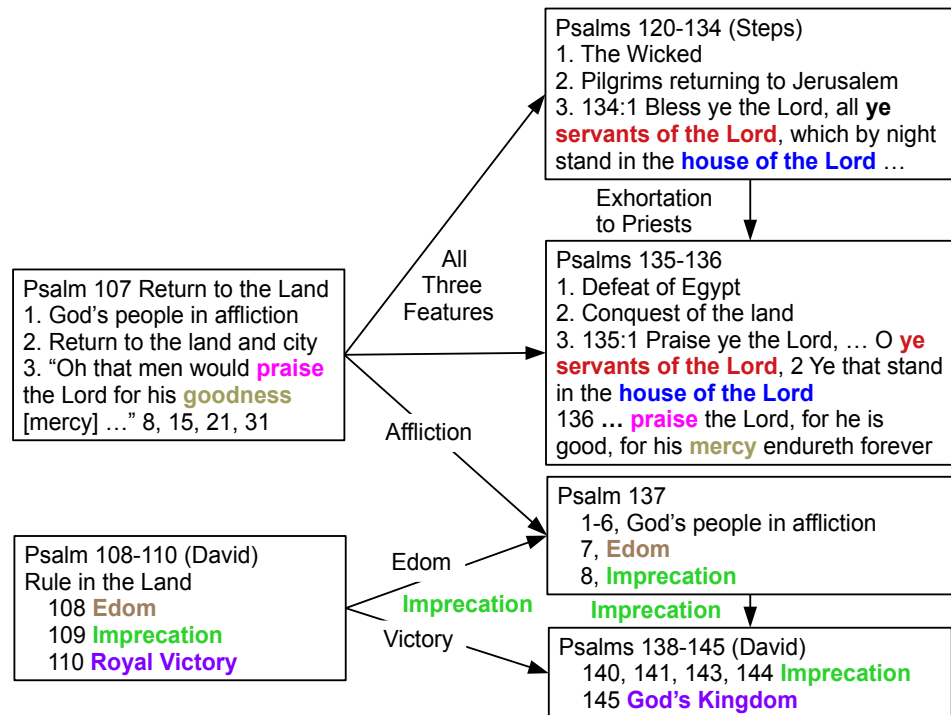 Psalms 120-134 (Steps)
1. The Wicked
2. Pilgrims returning to Jerusalem
3. 134:1 Bless ye the Lord, all ye
servants of the Lord, which by night
stand in the house of the Lord …
Exhortation
to Priests
All
Three
Features
Psalm 107 Return to the Land
1. God’s people in affliction
2. Return to the land and city
3. “Oh that men would praise
the Lord for his goodness
[mercy] …” 8, 15, 21, 31
Psalms 135-136
1. Defeat of Egypt
2. Conquest of the land
3. 135:1 Praise ye the Lord, … O ye
servants of the Lord, 2 Ye that stand
in the house of the Lord
136 … praise the Lord, for he is
good, for his mercy endureth forever
Affliction
Psalm 137
1-6, God’s people in affliction
7, Edom
8, Imprecation
Psalm 108-110 (David)
Rule in the Land
108 Edom
109 Imprecation
110 Royal Victory
Edom
Imprecation
Victory
Imprecation
Psalms 138-145 (David)
140, 141, 143, 144 Imprecation
145 God’s Kingdom